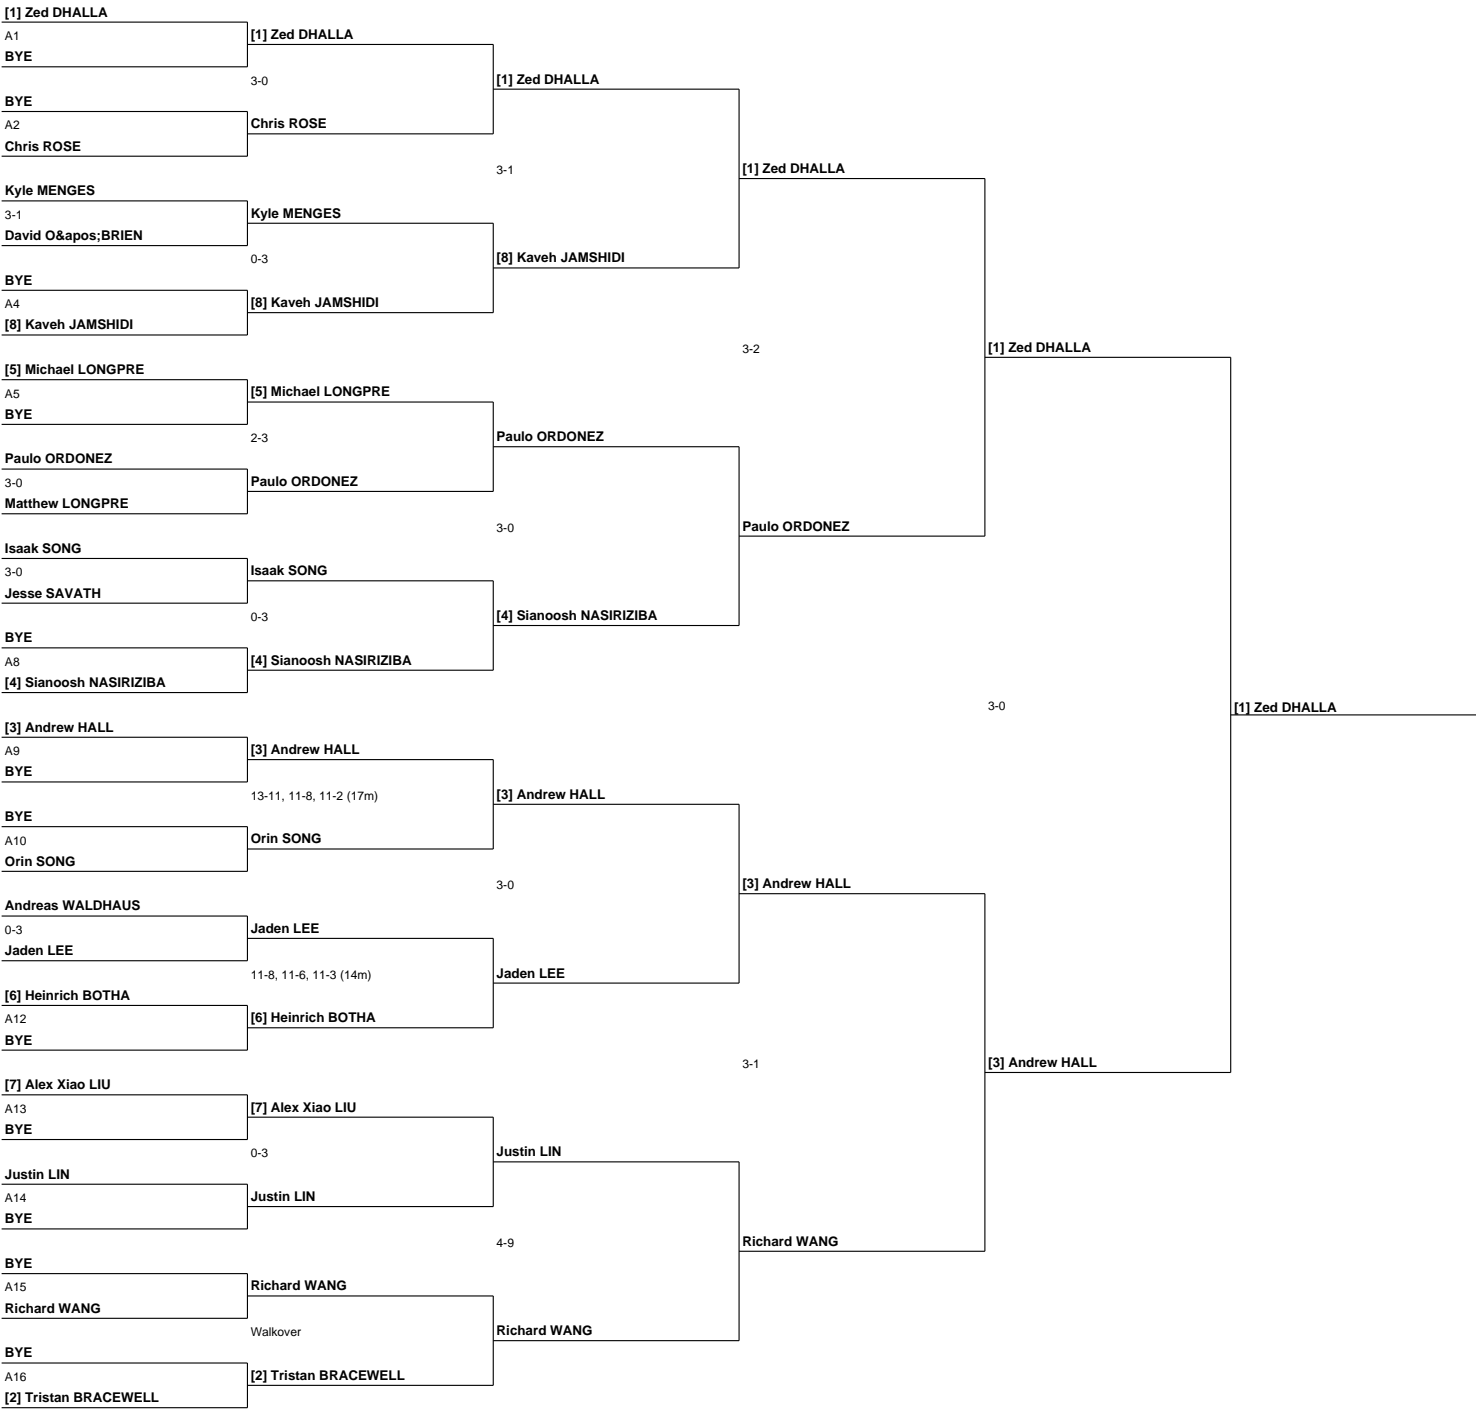 [1] Zed DHALLA
A1
BYE
BYE
A2
Chris ROSE
Kyle MENGES
3-1
David O&apos;BRIEN
BYE
A4
[8] Kaveh JAMSHIDI
[5] Michael LONGPRE
A5
BYE
Paulo ORDONEZ
3-0
Matthew LONGPRE
Isaak SONG
3-0
Jesse SAVATH
BYE
A8
[4] Sianoosh NASIRIZIBA
[3] Andrew HALL
A9
BYE
BYE
A10
Orin SONG
Andreas WALDHAUS
0-3
Jaden LEE
[6] Heinrich BOTHA
A12
BYE
[7] Alex Xiao LIU
A13
BYE
Justin LIN
A14
BYE
BYE
A15
Richard WANG
BYE
A16
[2] Tristan BRACEWELL
[1] Zed DHALLA
3-0
Chris ROSE
Kyle MENGES
0-3
[8] Kaveh JAMSHIDI
[5] Michael LONGPRE
2-3
Paulo ORDONEZ
Isaak SONG
0-3
[4] Sianoosh NASIRIZIBA
[3] Andrew HALL
13-11, 11-8, 11-2 (17m)
Orin SONG
Jaden LEE
11-8, 11-6, 11-3 (14m)
[6] Heinrich BOTHA
[7] Alex Xiao LIU
0-3
Justin LIN
Richard WANG
Walkover
[2] Tristan BRACEWELL
[1] Zed DHALLA
3-1
[8] Kaveh JAMSHIDI
Paulo ORDONEZ
3-0
[4] Sianoosh NASIRIZIBA
[3] Andrew HALL
3-0
Jaden LEE
Justin LIN
4-9
Richard WANG
[1] Zed DHALLA
3-2
Paulo ORDONEZ
[3] Andrew HALL
3-1
Richard WANG
[1] Zed DHALLA
3-0
[3] Andrew HALL
[1] Zed DHALLA